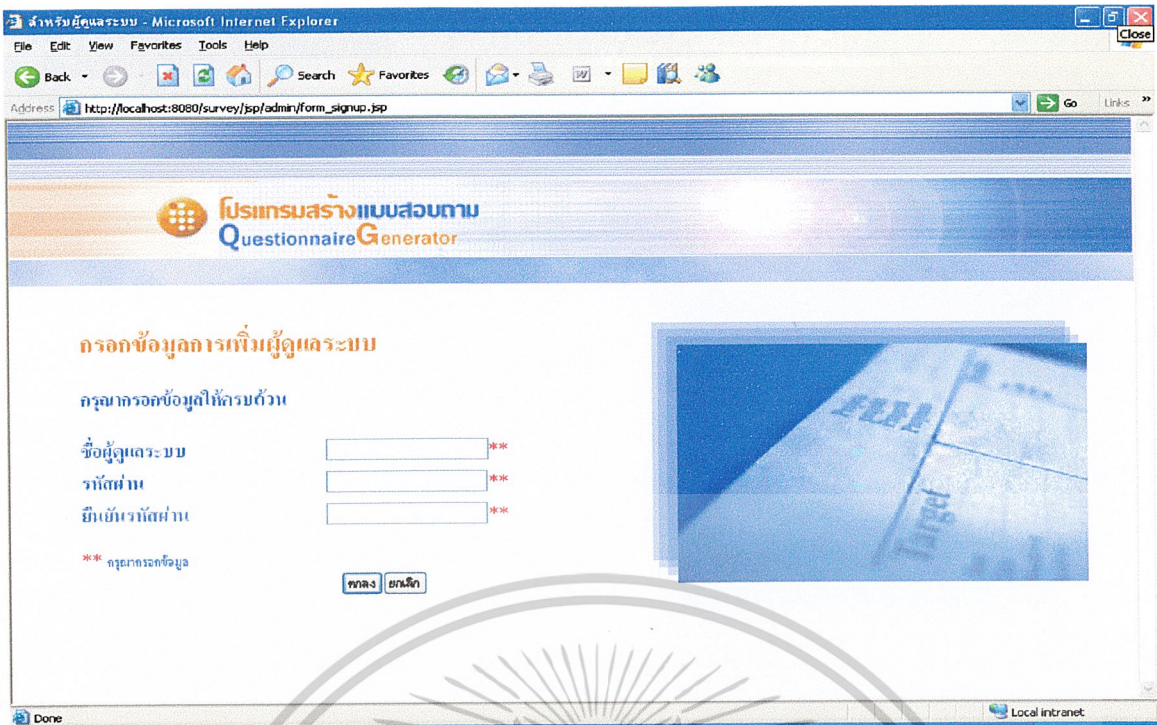 สำหรับผู้ดูแลระบบ - Microsoft Internet Explorer
Close
File Edit View Favorites Tools Help
Back Search Favorites
Address http://localhost:8080/survey/jsp/admin/form_signup.jsp Go Links »
โปรแกรมสร้างแบบสอบถาม
QuestionnaireGenerator
กรอกข้อมูลการเพิ่มผู้ดูแลระบบ
กรุณากรอกข้อมูลให้ครบถ้วน
ชื่อผู้ดูแลระบบ **
รหัสผ่าน **
ยืนยันรหัสผ่าน **
** กรุณากรอกข้อมูล
ตกลง ยกเลิก
Target
Done Local intranet